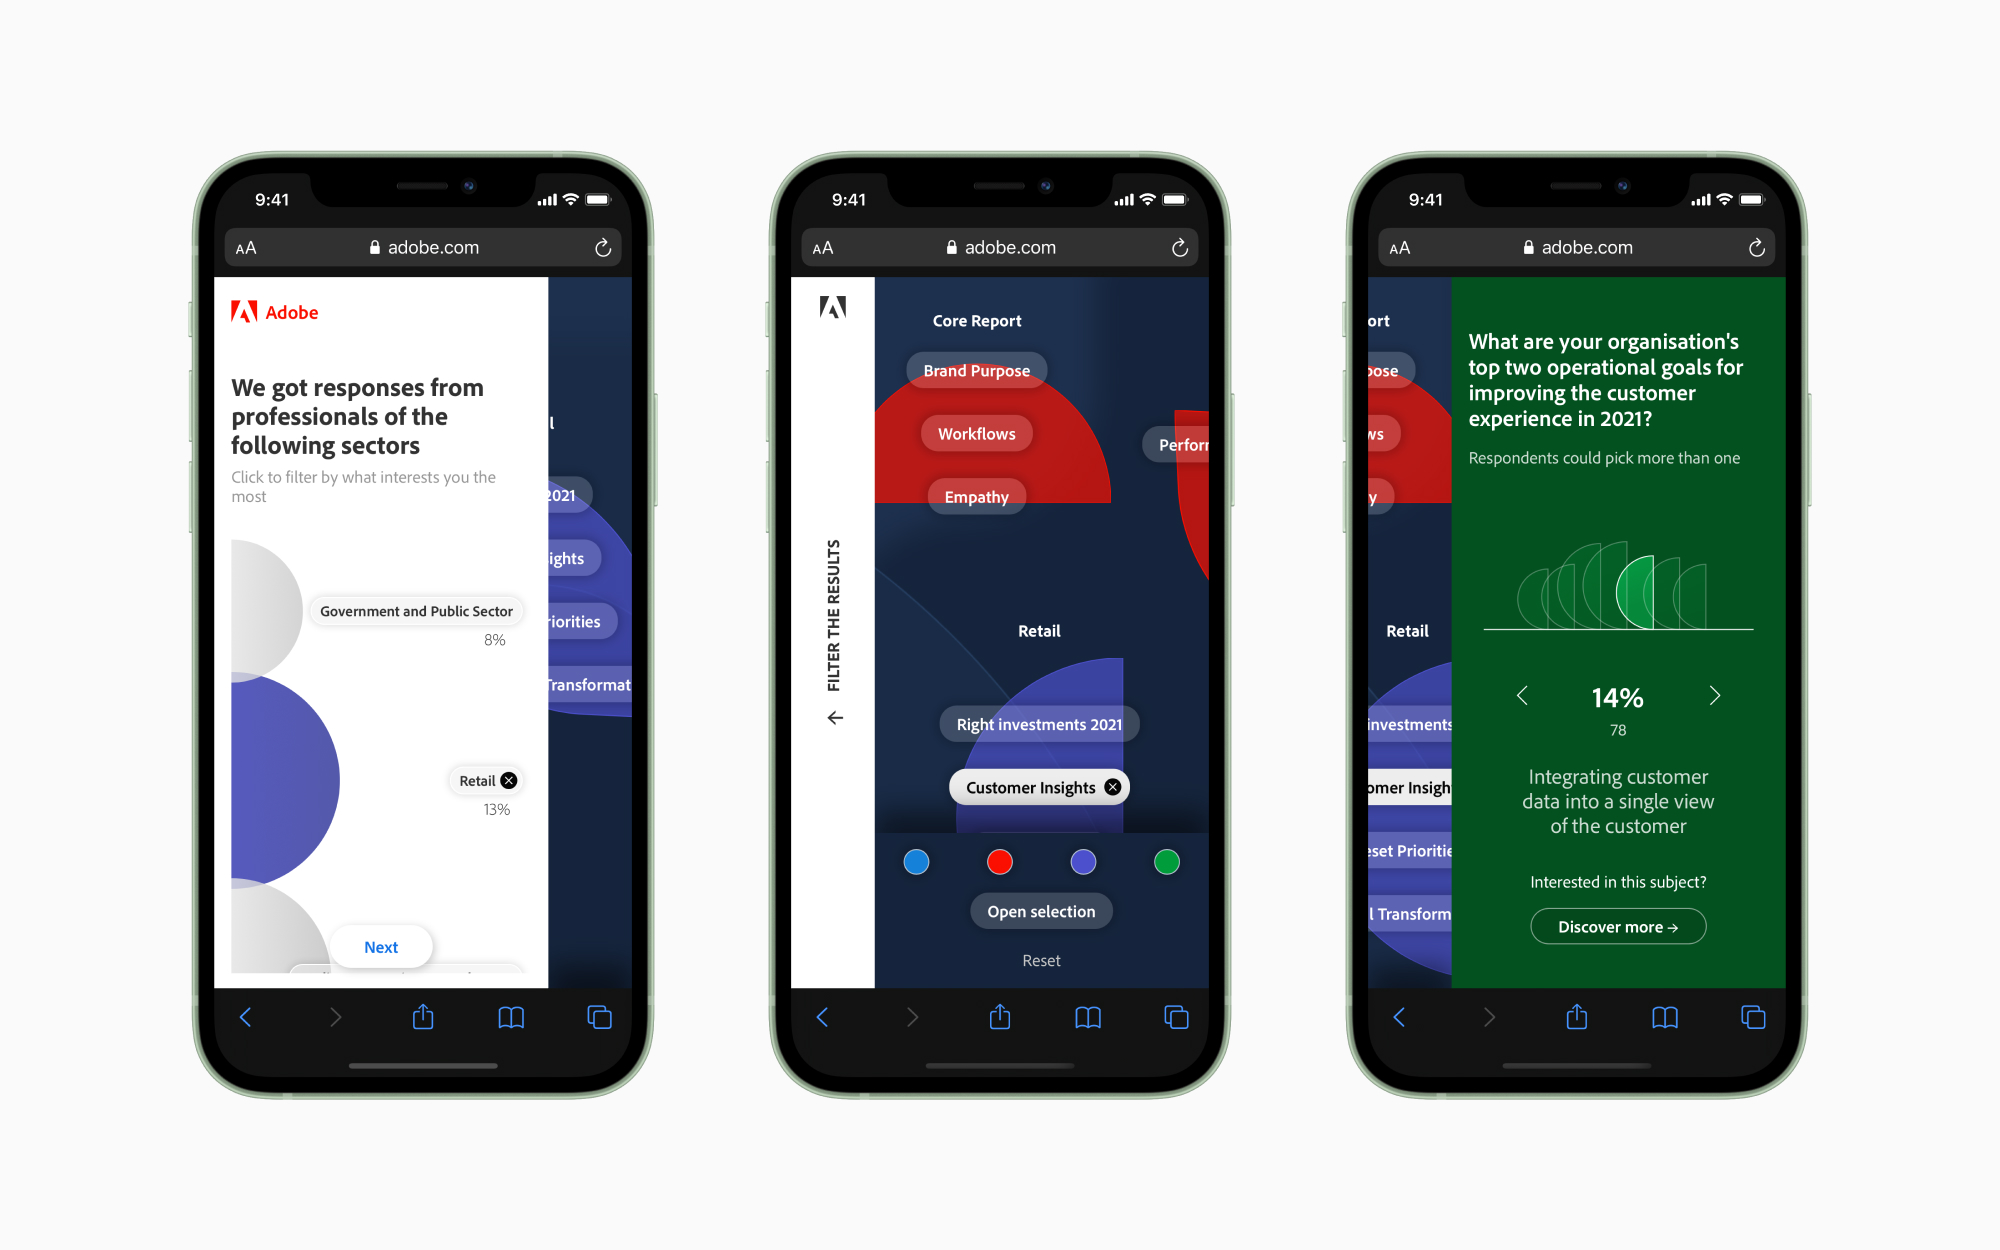 9:41
AA
adobe.com
Adobe
We got responses from
professionals of the
following sectors
Click to filter by what interests you the
most
Government and Public Sector
8%
Retail
13%
Next
l
2021
ights
riorities
Transformat
9:41
AA
adobe.com
FILTER THE RESULTS
Core Report
Brand Purpose
Workflows
Empathy
Perforr
Retail
Right investments 2021
Customer Insights
Open selection
Reset
9:41
AA
adobe.com
ort
pose
ws
y
Retail
investments
omer Insigh
eset Prioritie
l Transform
What are your organisation's
top two operational goals for
improving the customer
experience in 2021?
Respondents could pick more than one
14%
78
Integrating customer
data into a single view
of the customer
Interested in this subject?
Discover more →